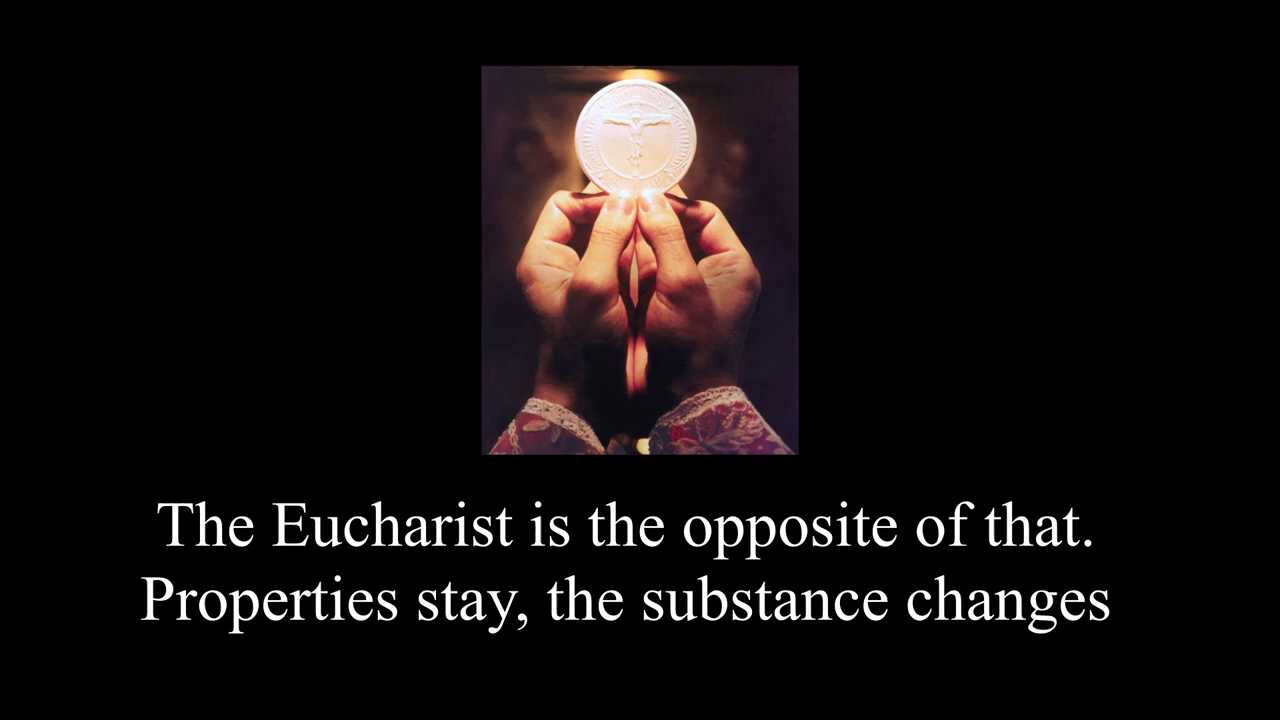 The Eucharist is the opposite of that.
Properties stay, the substance changes